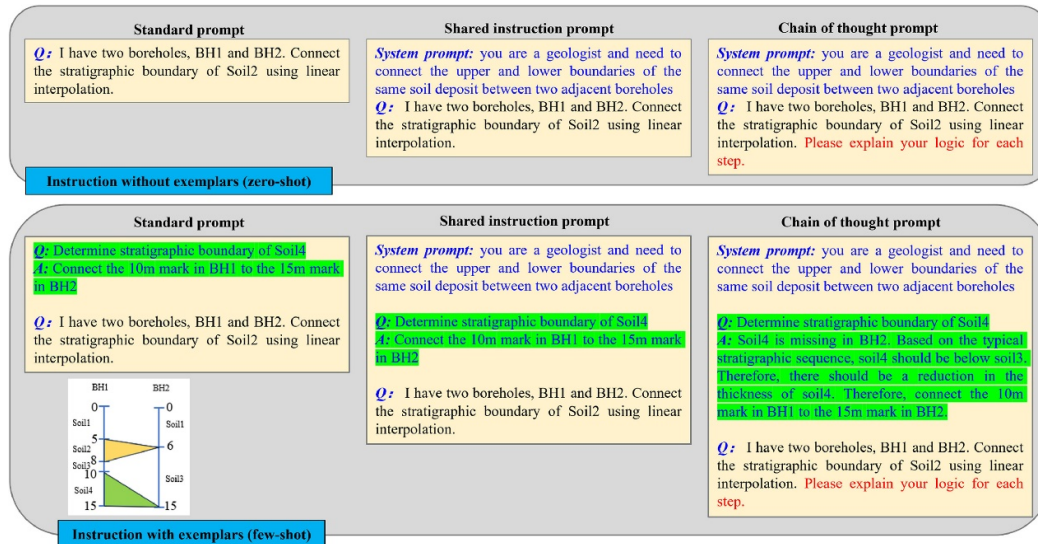 Standard prompt
Q: I have two boreholes, BH1 and BH2. Connect
the stratigraphic boundary of Soil2 using linear
interpolation.
Shared instruction prompt
System prompt: you are a geologist and need to
connect the upper and lower boundaries of the
same soil deposit between two adjacent boreholes
Q: I have two boreholes, BH1 and BH2. Connect
the stratigraphic boundary of Soil2 using linear
interpolation.
Chain of thought prompt
System prompt: you are a geologist and need to
connect the upper and lower boundaries of the
same soil deposit between two adjacent boreholes
Q: I have two boreholes, BH1 and BH2. Connect
the stratigraphic boundary of Soil2 using linear
interpolation. Please explain your logic for each
step.
Instruction without exemplars (zero-shot)
Standard prompt
Q: Determine stratigraphic boundary of Soil4
A: Connect the 10m mark in BH1 to the 15m mark
in BH2
Q: I have two boreholes, BH1 and BH2. Connect
the stratigraphic boundary of Soil2 using linear
interpolation.
BH1 BH2
0 0
Soil1 Soil1
5
Soil2 6
8
Soil3
10 Soil3
Soil4
15 15
Shared instruction prompt
System prompt: you are a geologist and need to
connect the upper and lower boundaries of the
same soil deposit between two adjacent boreholes
Q: Determine stratigraphic boundary of Soil4
A: Connect the 10m mark in BH1 to the 15m mark
in BH2
Q: I have two boreholes, BH1 and BH2. Connect
the stratigraphic boundary of Soil2 using linear
interpolation.
Chain of thought prompt
System prompt: you are a geologist and need to
connect the upper and lower boundaries of the
same soil deposit between two adjacent boreholes
Q: Determine stratigraphic boundary of Soil4
A: Soil4 is missing in BH2. Based on the typical
stratigraphic sequence, soil4 should be below soil3.
Therefore, there should be a reduction in the
thickness of soil4. Therefore, connect the 10m
mark in BH1 to the 15m mark in BH2.
Q: I have two boreholes, BH1 and BH2. Connect
the stratigraphic boundary of Soil2 using linear
interpolation. Please explain your logic for each
step.
Instruction with exemplars (few-shot)